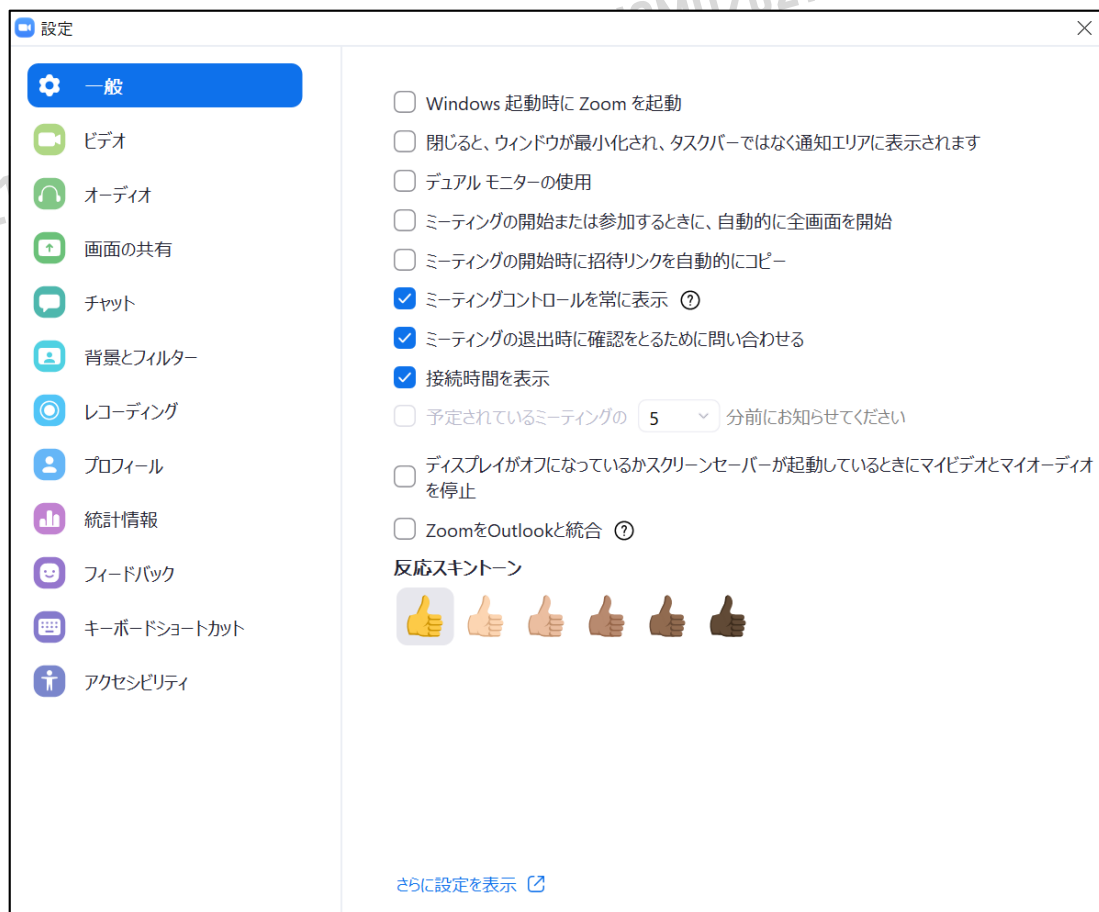 設定
一般
ビデオ
オーディオ
画面の共有
チャット
背景とフィルター
レコーディング
プロフィール
統計情報
フィードバック
キーボードショートカット
アクセシビリティ
Windows 起動時に Zoom を起動
閉じると、ウィンドウが最小化され、タスクバーではなく通知エリアに表示されます
デュアル モニターの使用
ミーティングの開始または参加するときに、自動的に全画面を開始
ミーティングの開始時に招待リンクを自動的にコピー
ミーティングコントロールを常に表示 ?
ミーティングの退出時に確認をとるために問い合わせる
接続時間を表示
予定されているミーティングの 5 分前にお知らせてください
ディスプレイがオフになっているかスクリーンセーバーが起動しているときにマイビデオとマイオーディオ
を停止
ZoomをOutlookと統合 ?
反応スキントーン
さらに設定を表示